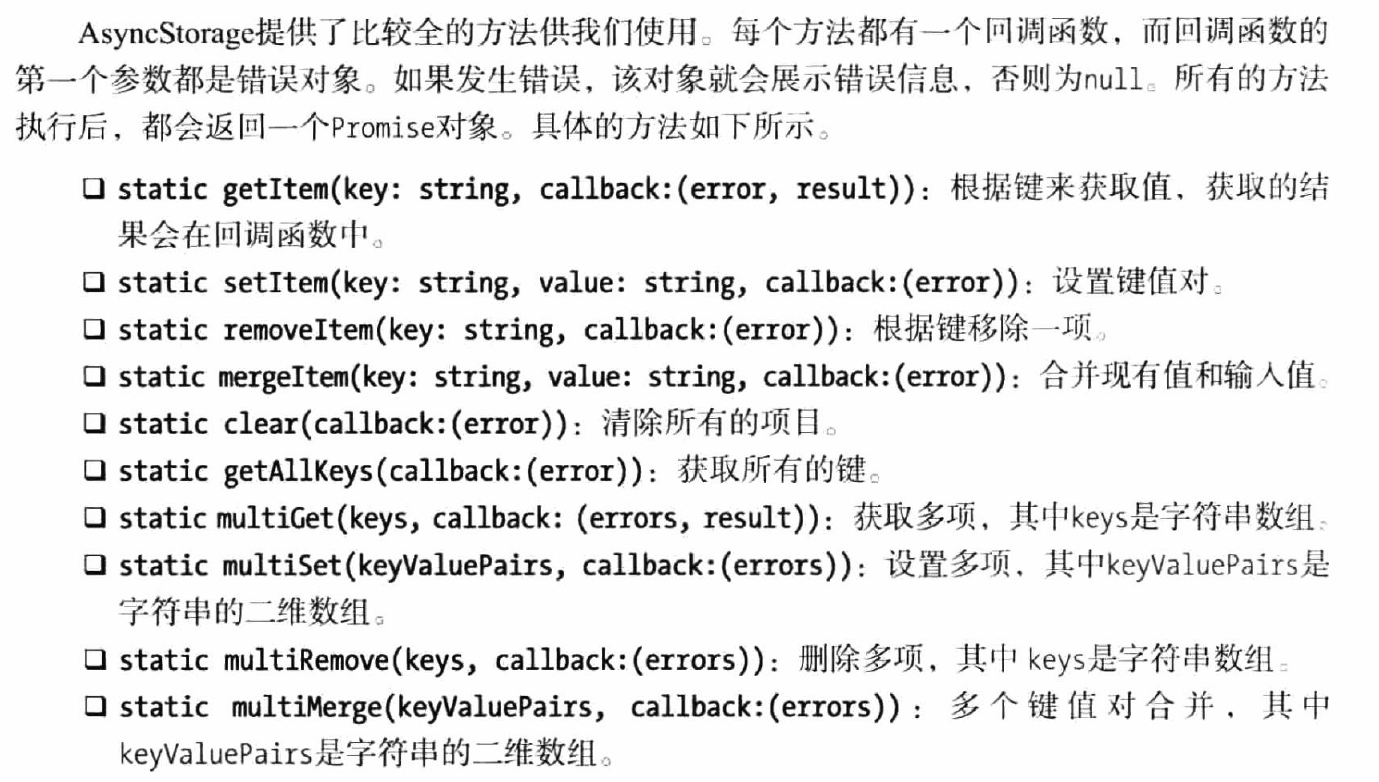 AsyncStorage提供了比较全的方法供我们使用。每个方法都有一个回调函数，而回调函数的
第一个参数都是错误对象。如果发生错误，该对象就会展示错误信息，否则为null。所有的方法
执行后，都会返回一个Promise对象。具体的方法如下所示。
❑ static getItem(key: string, callback:(error, result))：根据键来获取值，获取的结
果会在回调函数中。
❑ static setItem(key: string, value: string, callback:(error))：设置键值对。
❑ static removeItem(key: string, callback:(error))：根据键移除一项。
❑ static mergeItem(key: string, value: string, callback:(error))：合并现有值和输入值。
❑ static clear(callback:(error))：清除所有的项目。
❑ static getAllKeys(callback:(error))：获取所有的键。
❑ static multiGet(keys, callback: (errors, result))：获取多项，其中keys是字符串数组。
❑ static multiSet(keyValuePairs, callback:(errors))：设置多项，其中keyValuePairs是
字符串的二维数组。
❑ static multiRemove(keys, callback:(errors))：删除多项，其中 keys是字符串数组。
❑ static multiMerge(keyValuePairs, callback:(errors))：多个键值对合并，其中
keyValuePairs是字符串的二维数组。